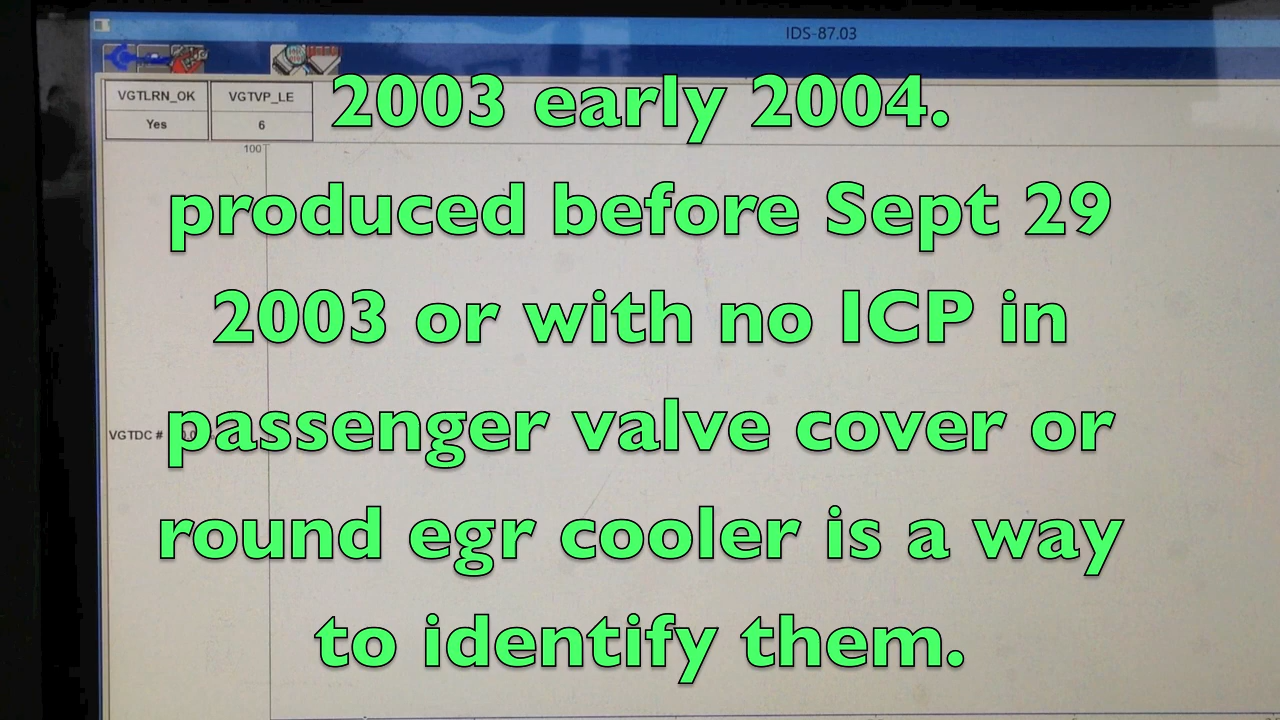 IDS-87.03
VGTLRN_OK VGTVP_LE
Yes 6
2003 early 2004.
100
produced before Sept 29
2003 or with no ICP in
passenger valve cover or
VGTDC #
round egr cooler is a way
to identify them.